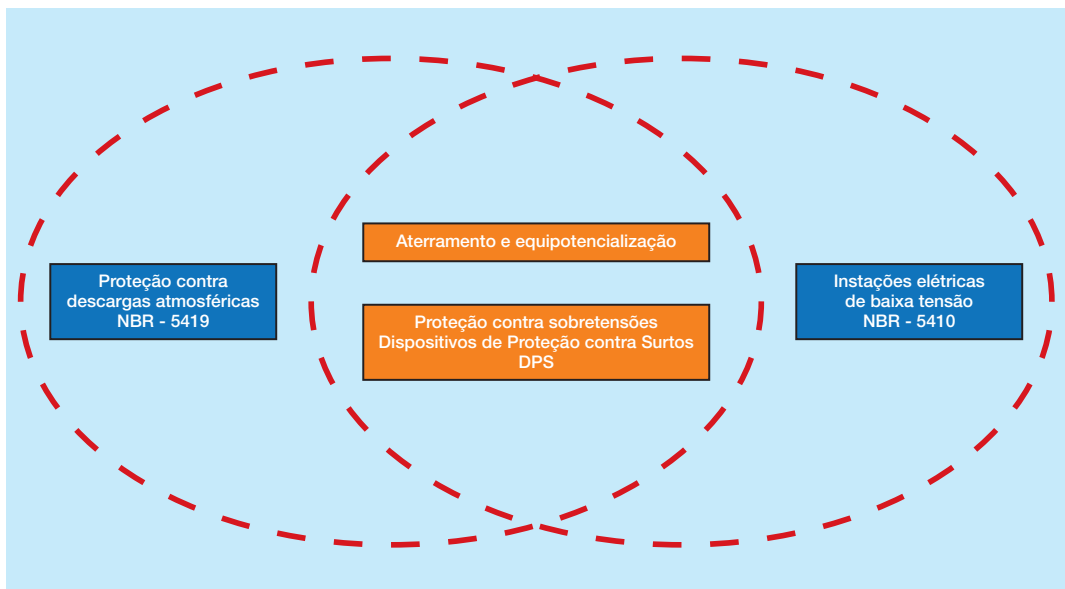 Aterramento e equipotencialização
Proteção contra
descargas atmosféricas
NBR - 5419
Proteção contra sobretensões
Dispositivos de Proteção contra Surtos
DPS
Instações elétricas
de baixa tensão
NBR - 5410